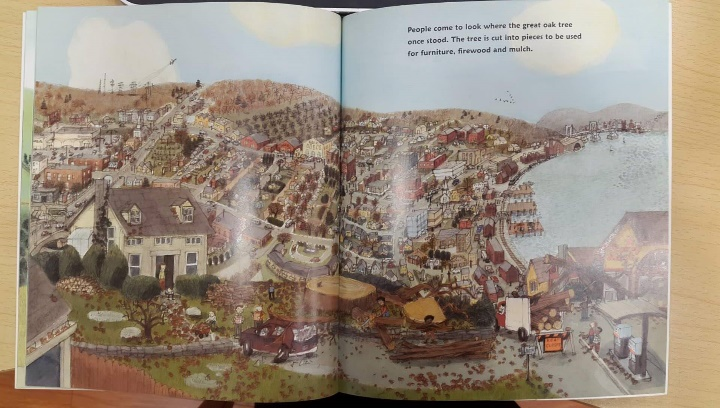 People come to look where the great oak tree
once stood. The tree is cut into pieces to be used
for furniture, firewood and mulch.